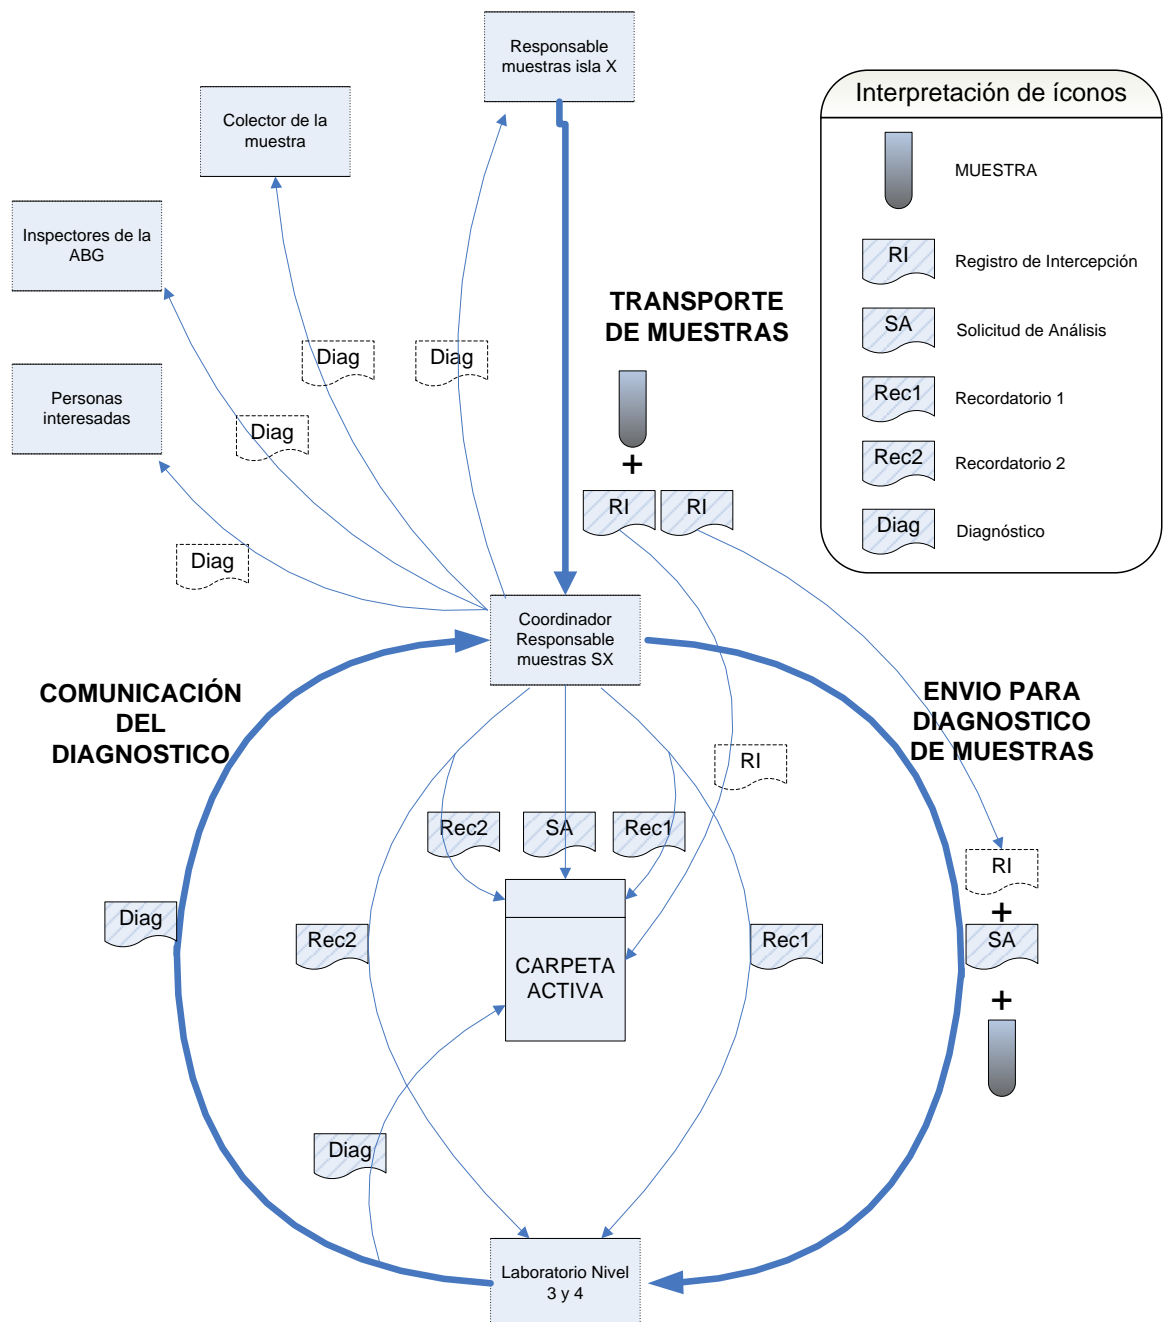 Responsable
muestras isla X
Colector de la
muestra
Inspectores de la
ABG
Personas
interesadas
Interpretación de íconos
MUESTRA
RI
Registro de Intercepción
SA
Solicitud de Análisis
Rec1
Recordatorio 1
Rec2
Recordatorio 2
Diag
Diagnóstico
TRANSPORTE
DE MUESTRAS
Diag
Diag
Diag
Diag
+
RI
RI
Coordinador
Responsable
muestras SX
COMUNICACIÓN
DEL
DIAGNOSTICO
ENVIO PARA
DIAGNOSTICO
DE MUESTRAS
RI
Rec2
SA
Rec1
RI
+
SA
+
Diag
Rec2
Rec1
CARPETA
ACTIVA
Diag
Laboratorio Nivel
3 y 4